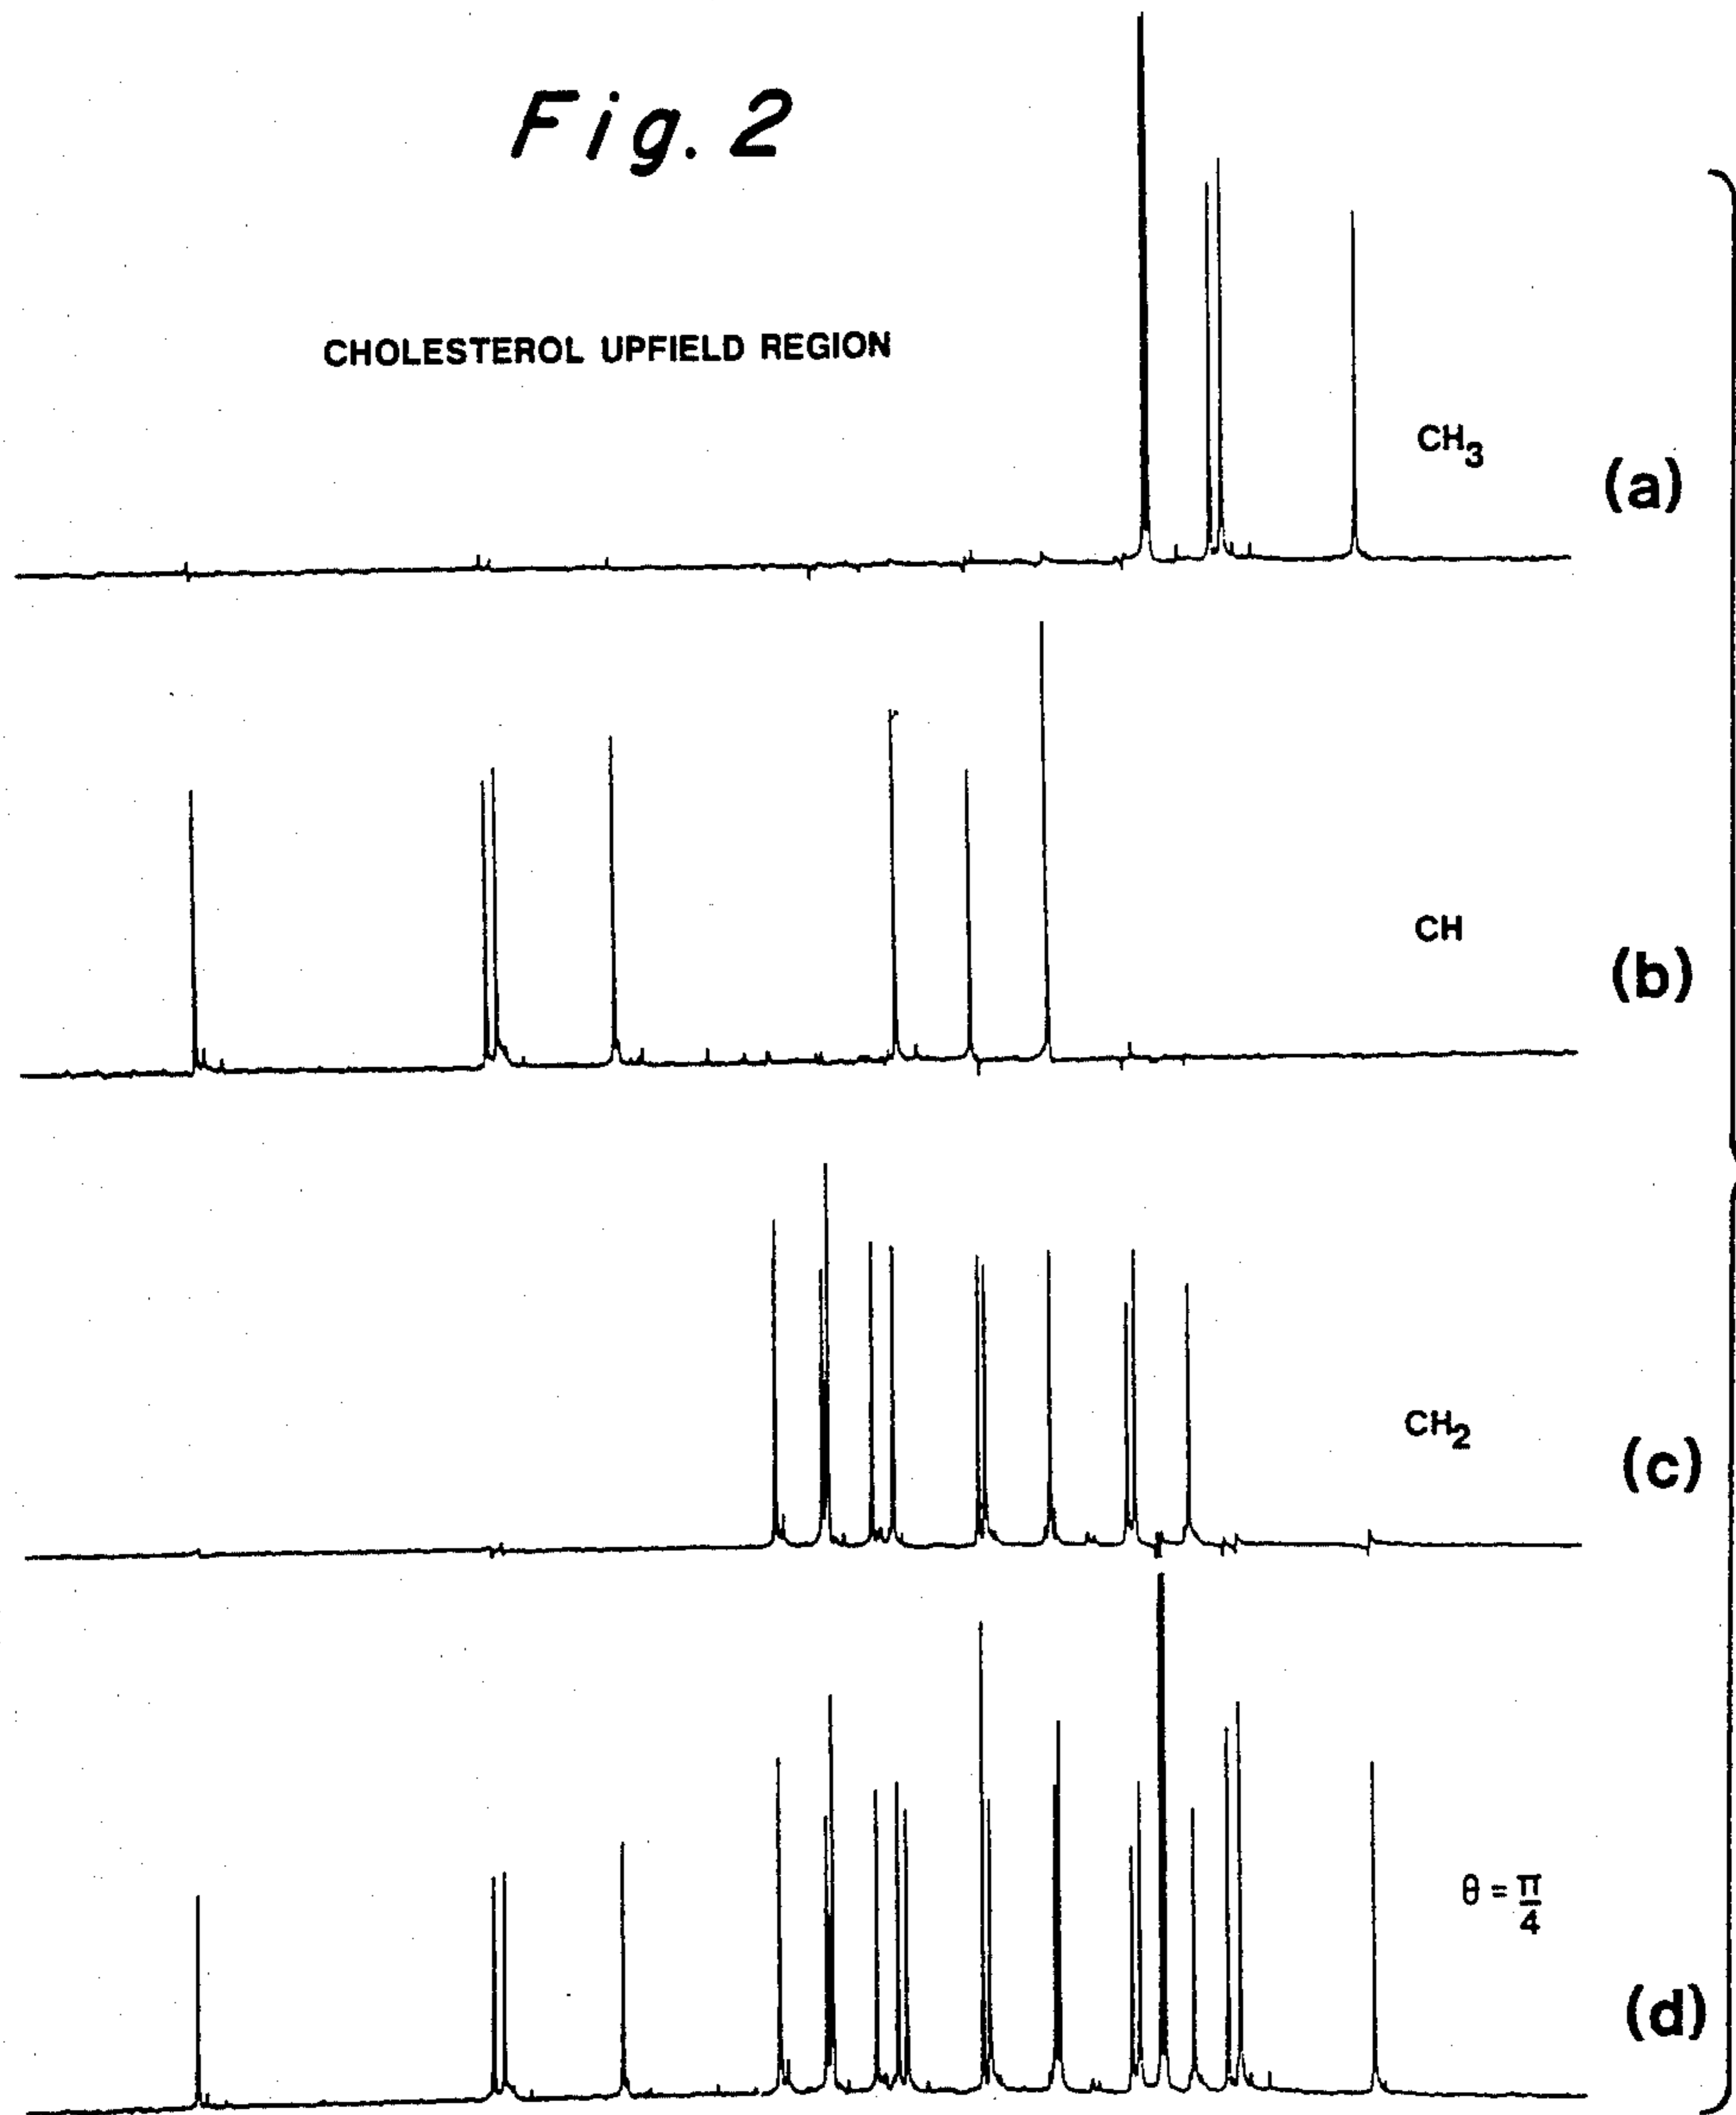 Fig. 2
CHOLESTEROL UPFIELD REGION
CH₃
(a)
CH
(b)
CH₂
(c)
θ = π/4
(d)